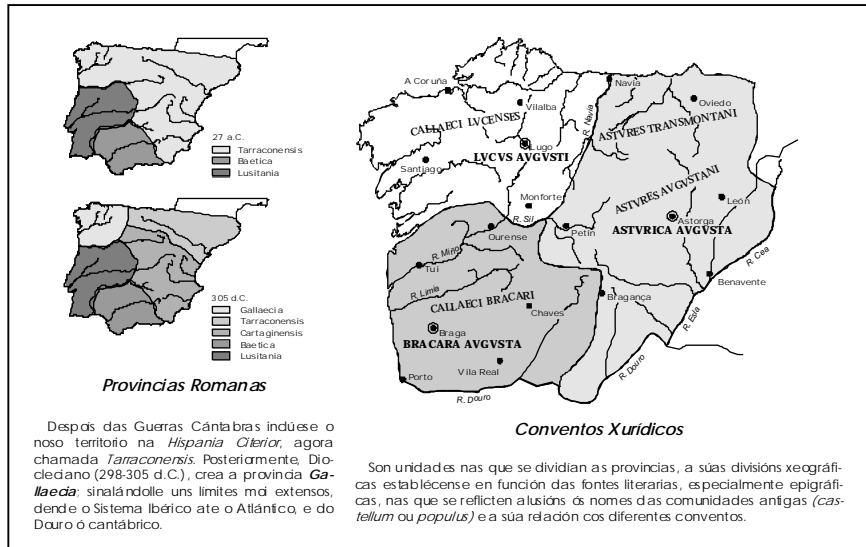 27 a.C.
Tarraconensis
Baetica
Lusitania
305 d.C.
Gallaecia
Tarraconensis
Cartaginensis
Baetica
Lusitania
Provincias Romanas
Despois das Guerras Cántabras indúese o
noso territorio na Hispania Citerior, agora
chamada Tarraconensis. Posteriormente, Dio-
cleciano (298-305 d.C.), crea a provincia Ga-
llaecia; sinalándolle uns límites moi extensos,
dende o Sistema Ibérico ate o Atlántico, e do
Douro ó cantábrico.
A Coruña
Navia
Vilalba
Oviedo
CALLAECI LVCENSES
R. Navia
ASTVRES TRANSMONTANI
Lugo
LVCVS AVGVSTI
Santiago
ASTVRES AVGVSTANI
Monforte
León
R. Sil
Astorga
Petín
ASTVRICA AVGVSTA
Ourense
R. Miño
Tui
R. Cea
Benavente
R. Limia
Bragança
CALLAECI BRACARI
Chaves
R. Esla
Braga
BRACARA AVGVSTA
Vila Real
R. Douro
Porto
R. Douro
Conventos Xurídicos
Son unidades nas que se dividían as provincias, a súas divisións xeográfi-
cas establécense en función das fontes literarias, especialmente epigráfi-
cas, nas que se reflicten alusións ós nomes das comunidades antigas (cas-
tellum ou populus) e a súa relación cos diferentes conventos.